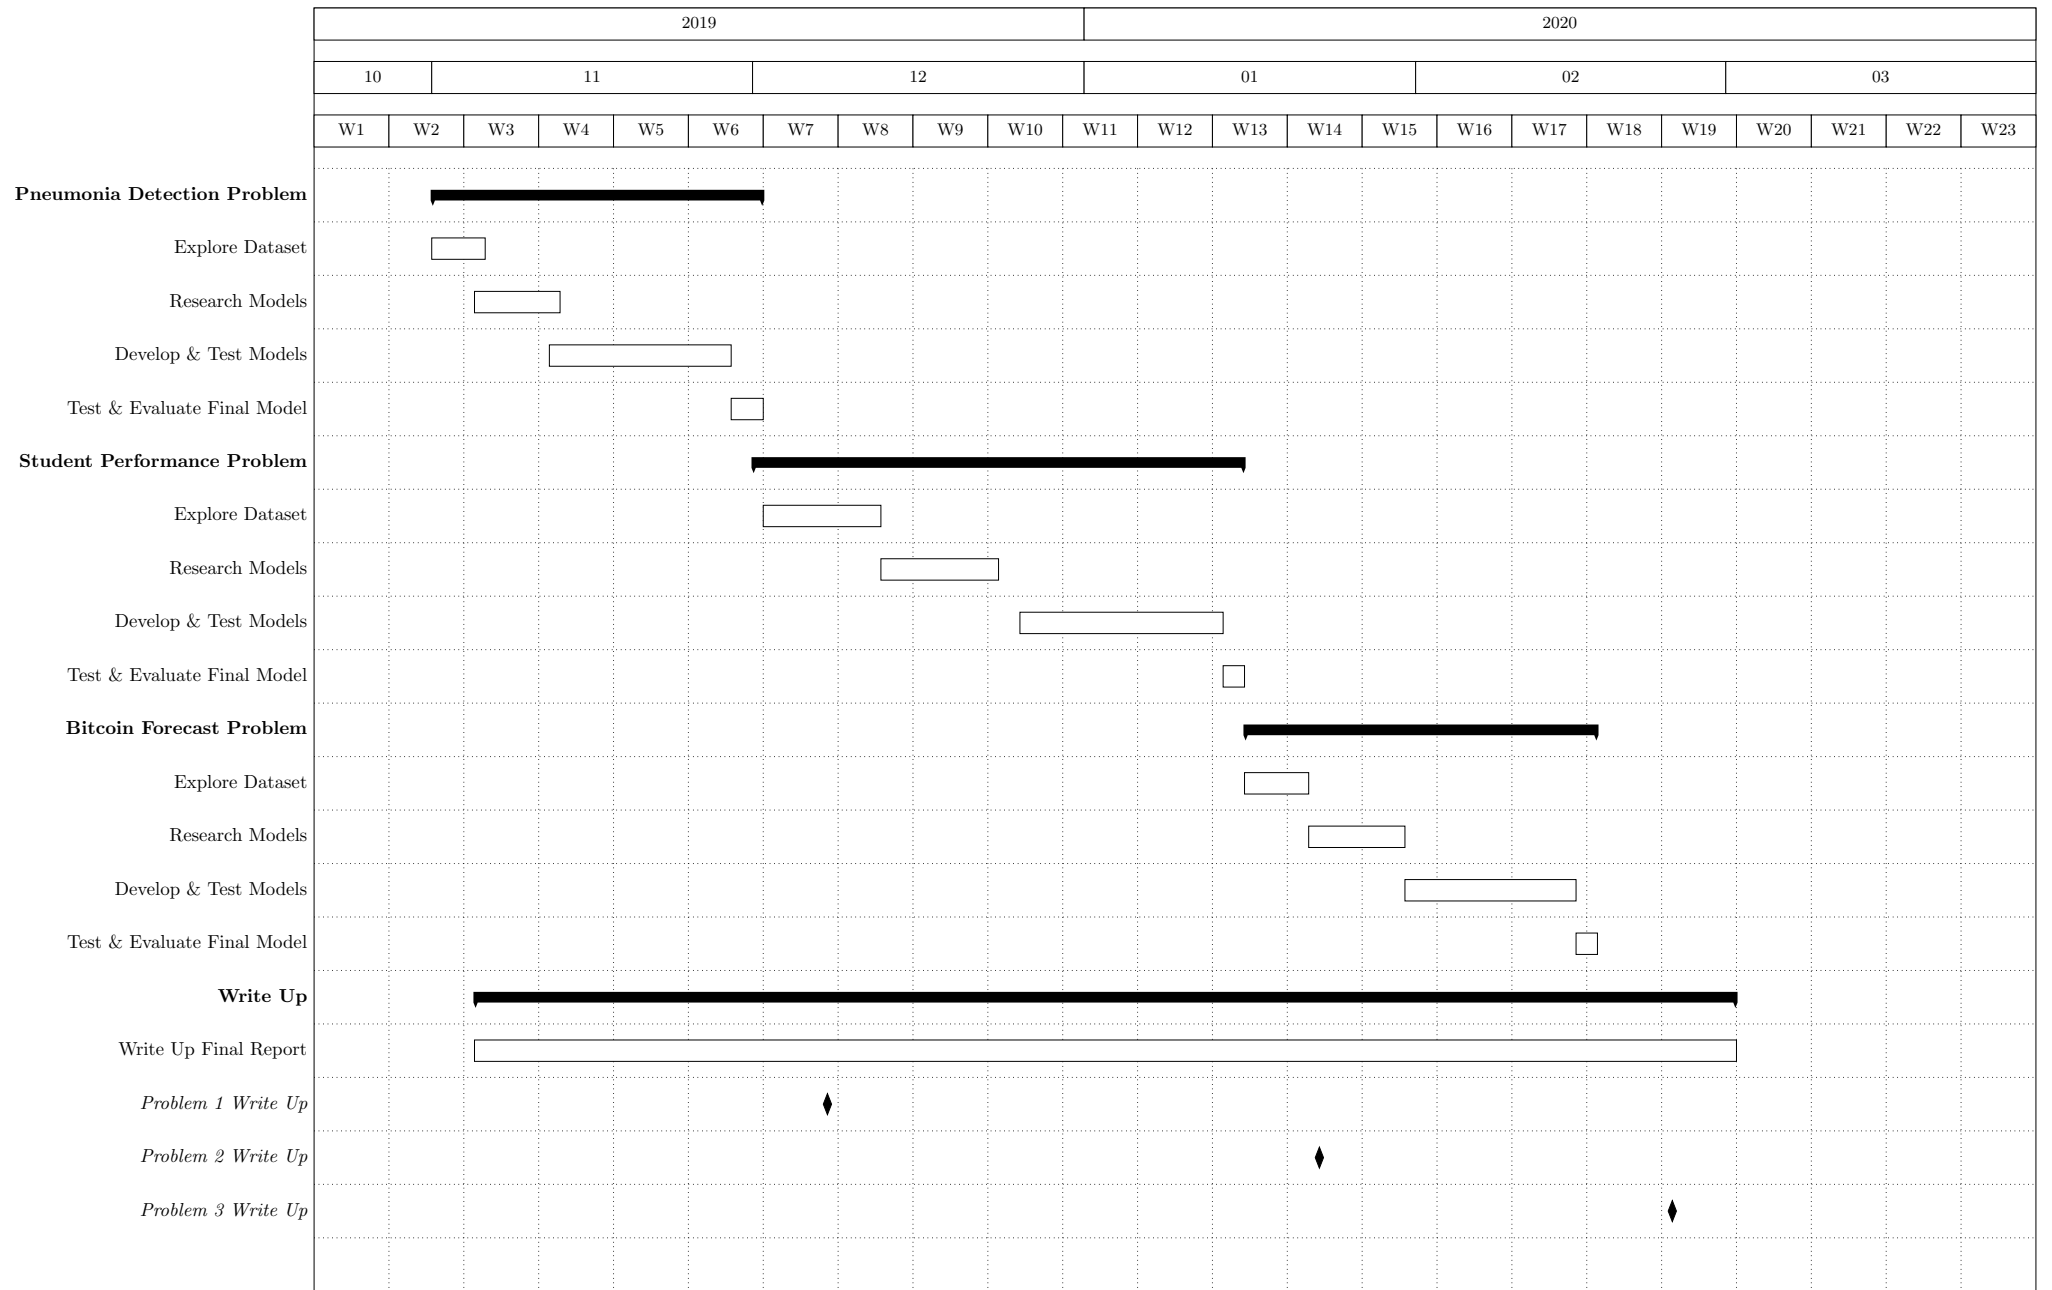 2019 2020
10 11 12 01 02 03
W1 W2 W3 W4 W5 W6 W7 W8 W9 W10 W11 W12 W13 W14 W15 W16 W17 W18 W19 W20 W21 W22 W23
Pneumonia Detection Problem
Explore Dataset
Research Models
Develop & Test Models
Test & Evaluate Final Model
Student Performance Problem
Explore Dataset
Research Models
Develop & Test Models
Test & Evaluate Final Model
Bitcoin Forecast Problem
Explore Dataset
Research Models
Develop & Test Models
Test & Evaluate Final Model
Write Up
Write Up Final Report
Problem 1 Write Up
Problem 2 Write Up
Problem 3 Write Up